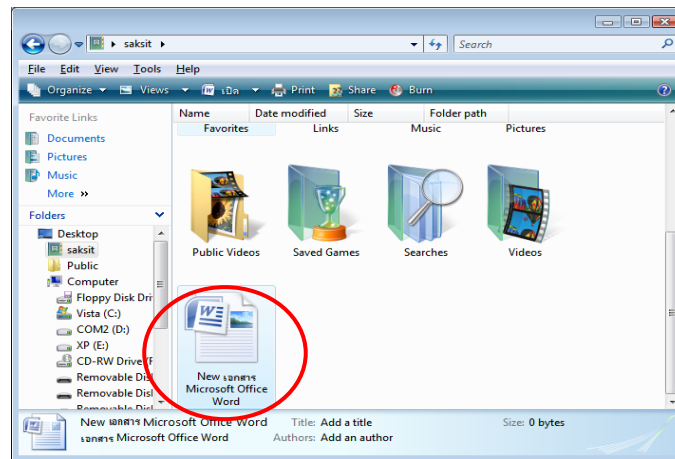 saksit
Search
File Edit View Tools Help
Organize Views เปิด Print Share Burn
Favorite Links
Documents
Pictures
Music
More
Folders
Desktop
saksit
Public
Computer
Floppy Disk Dri
Vista (C:)
COM2 (D:)
XP (E:)
CD-RW Drive (F
Removable Disl
Removable Disl
Removable Disl
Name Date modified Size Folder path
Favorites Links Music Pictures
Public Videos Saved Games Searches Videos
New เอกสาร
Microsoft Office
Word
New เอกสาร Microsoft Office Word Title: Add a title Size: 0 bytes
เอกสาร Microsoft Office Word Authors: Add an author